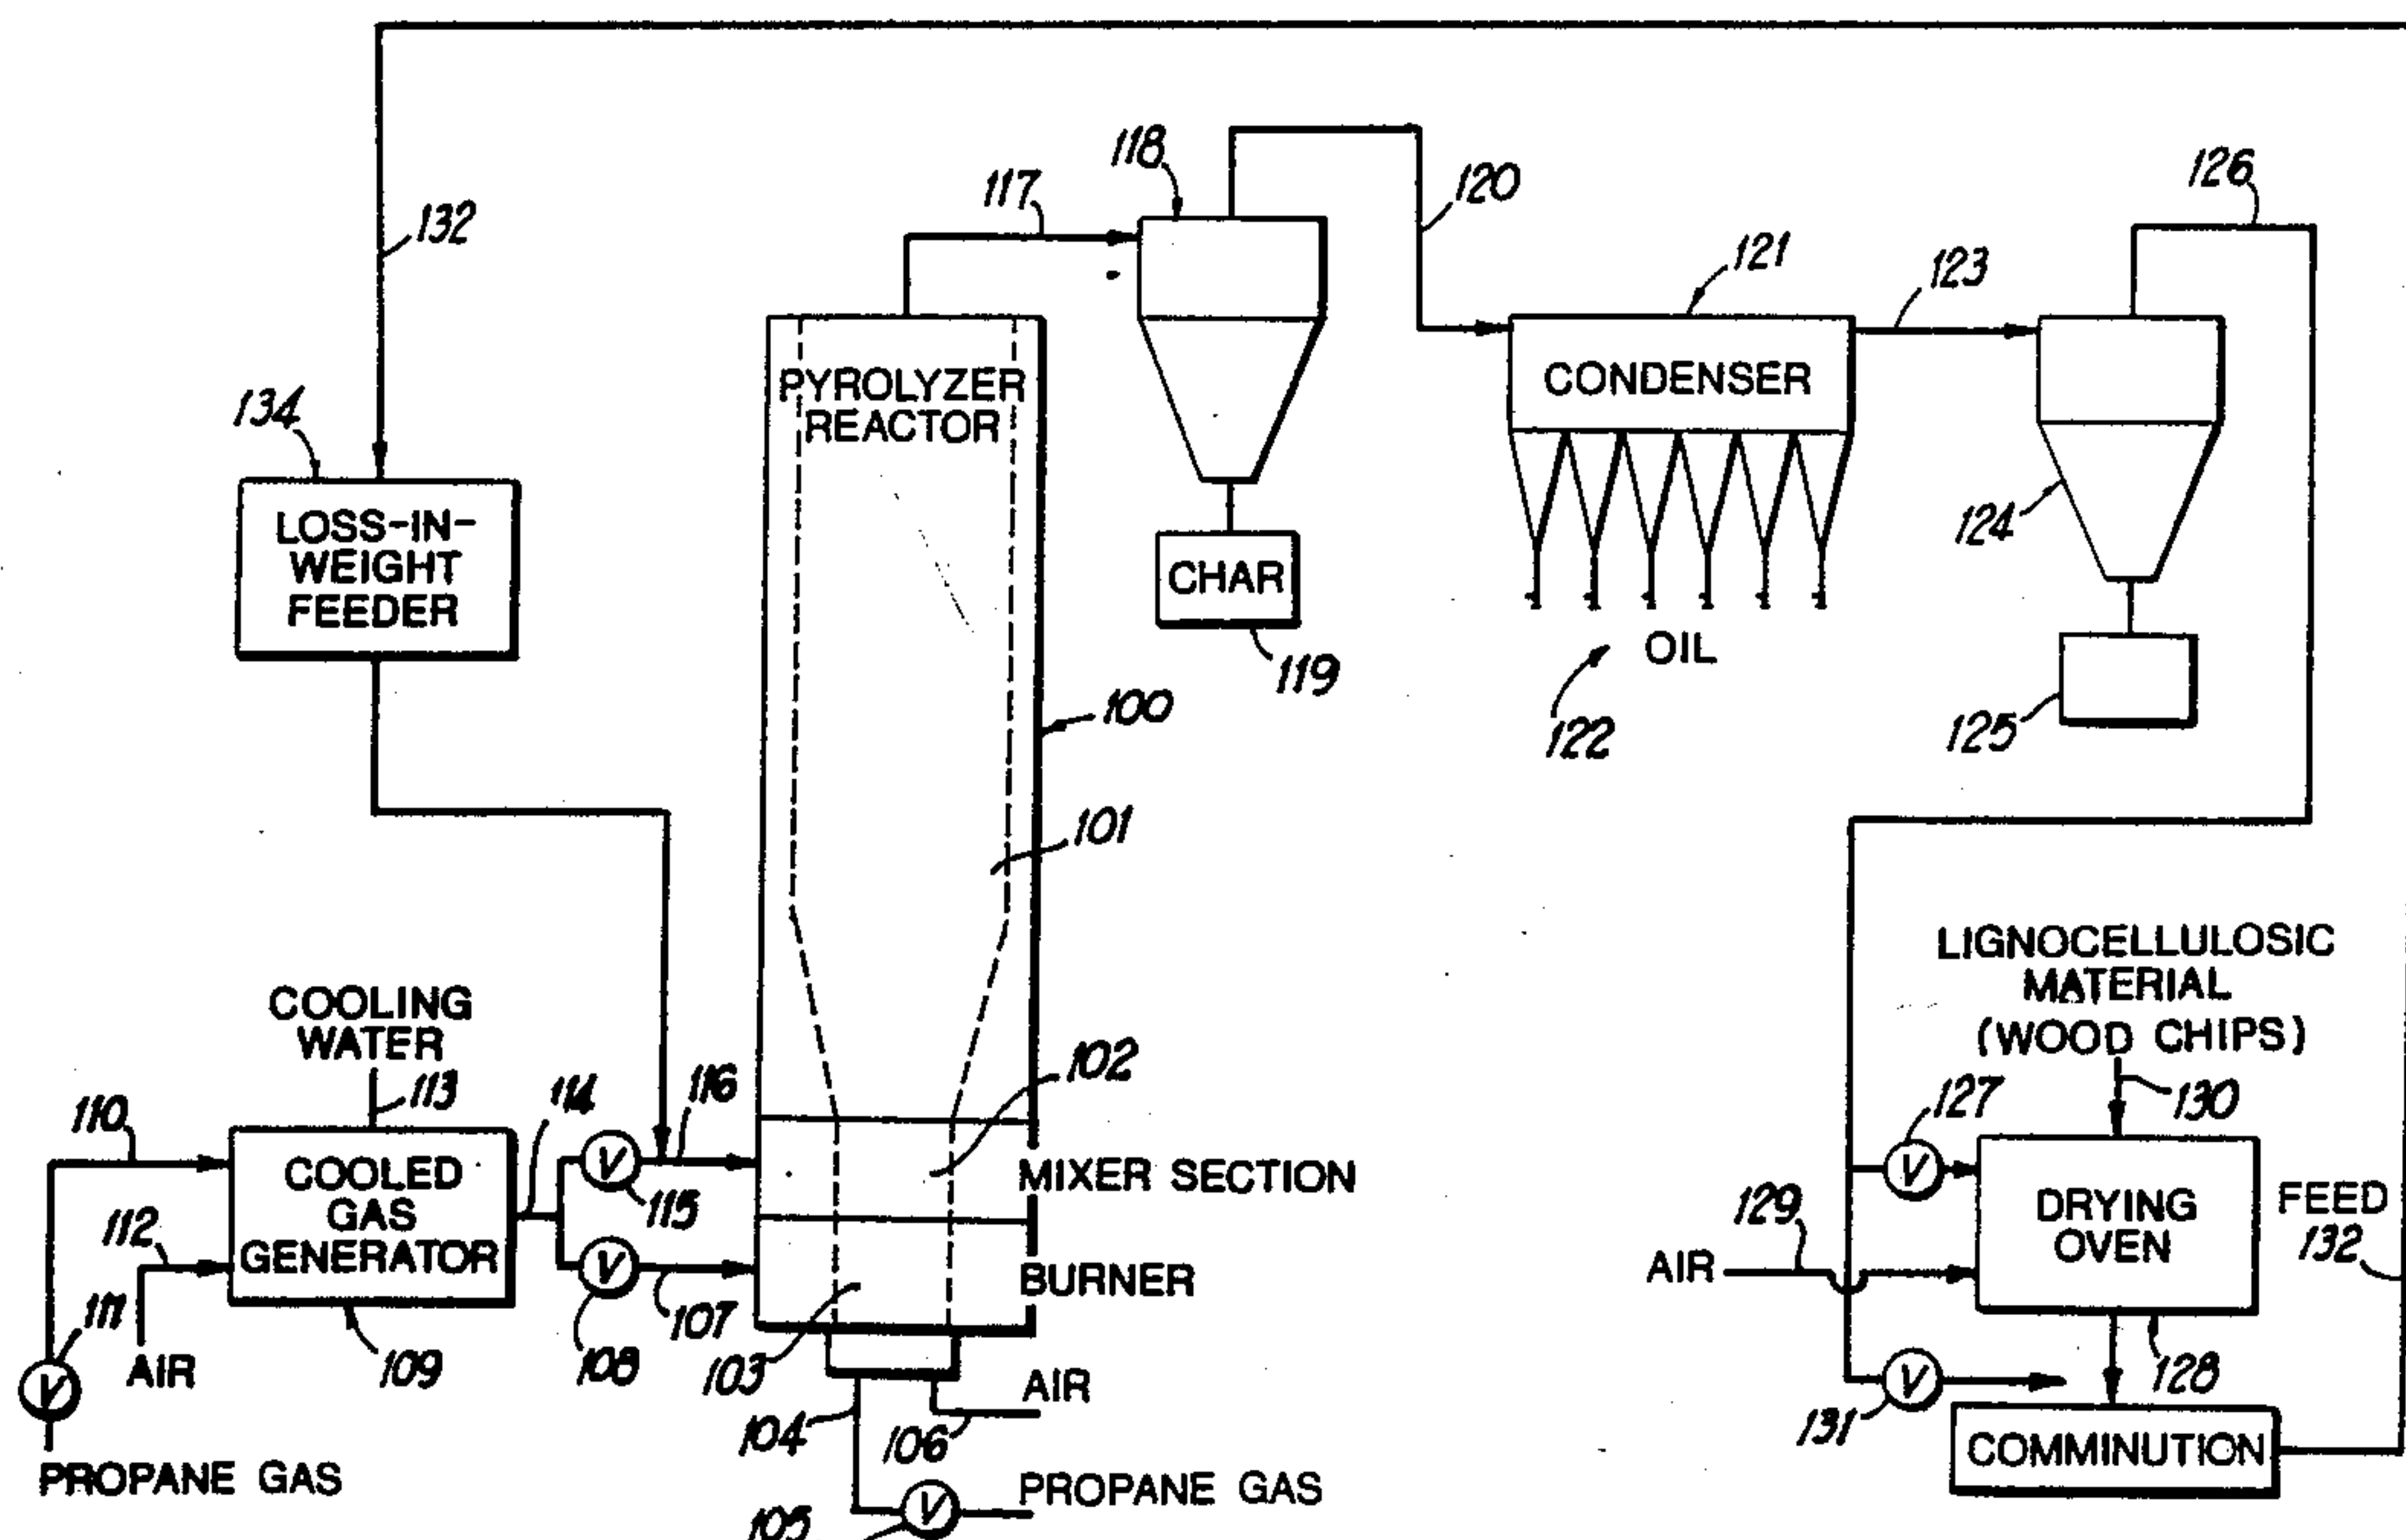 132
117
118
120
126
121
123
134
PYROLYZER
REACTOR
CONDENSER
LOSS-IN-
WEIGHT
FEEDER
124
CHAR
119
OIL
122
125
100
101
LIGNOCELLULOSIC
MATERIAL
(WOOD CHIPS)
COOLING
WATER
113
110
114
116
102
127
130
COOLED
GAS
GENERATOR
V
115
MIXER SECTION
V
DRYING
OVEN
FEED
132
112
129
AIR
V
107
108
BURNER
103
111
V
AIR
109
104
106
AIR
V
131
128
COMMINUTION
PROPANE GAS
105
V
PROPANE GAS